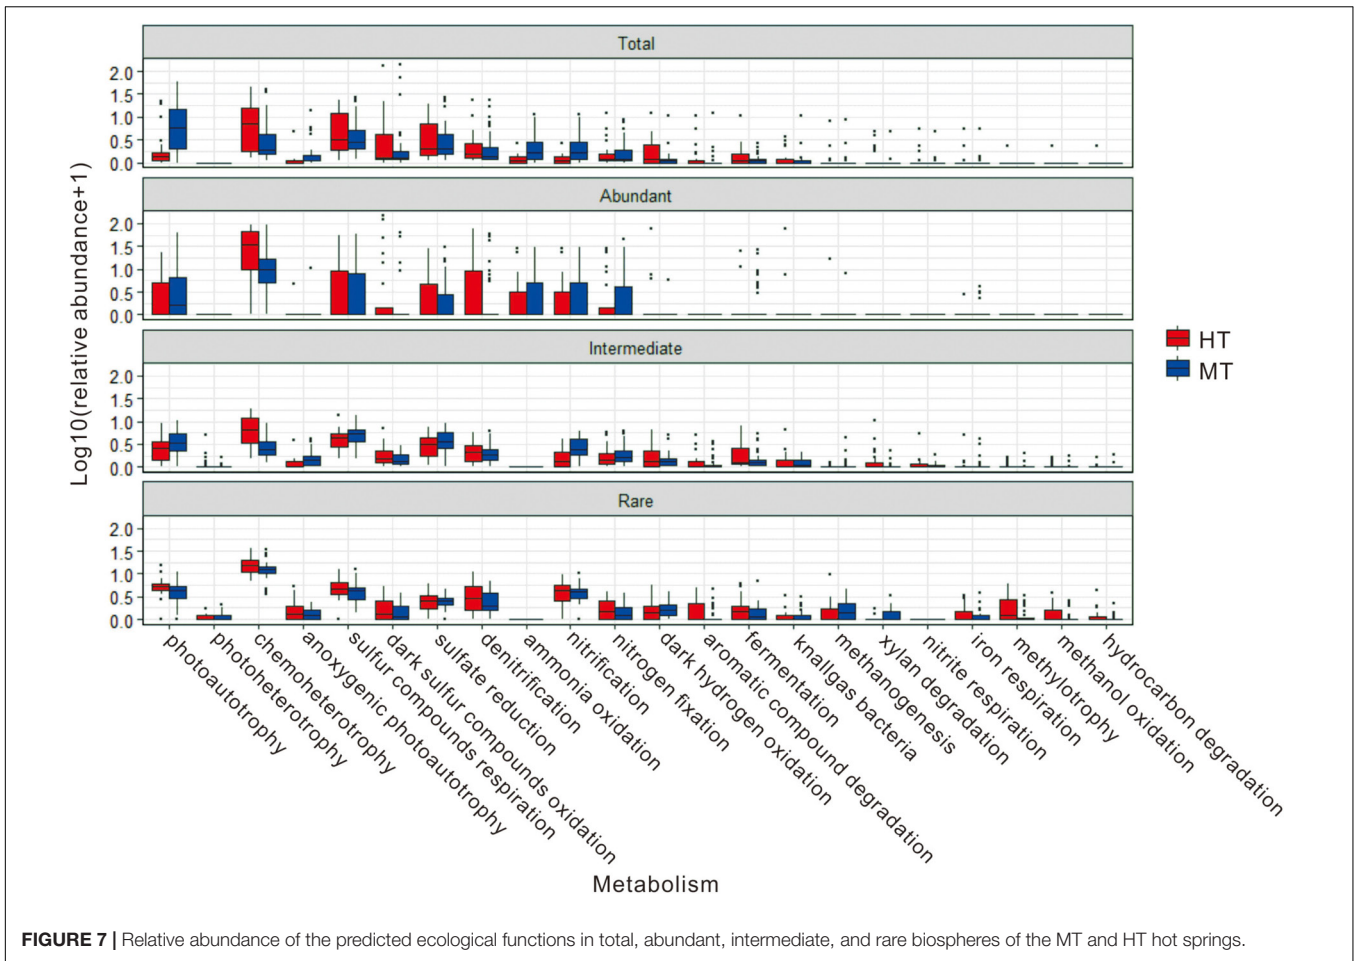 Total
2.0
1.5
1.0
0.5
0.0
Abundant
2.0
1.5
1.0
0.5
0.0
Intermediate
2.0
1.5
1.0
0.5
0.0
Rare
2.0
1.5
1.0
0.5
0.0
Log10(relative abundance+1)
HT
MT
photoautotrophy
photoheterotrophy
chemoheterotrophy
anoxygenic photoautotrophy
sulfur compounds respiration
dark sulfur compounds oxidation
sulfate reduction
denitrification
ammonia oxidation
nitrification
nitrogen fixation
dark hydrogen oxidation
aromatic compound degradation
fermentation
knallgas bacteria
methanogenesis
xylan degradation
nitrite respiration
iron respiration
methylotrophy
methanol oxidation
hydrocarbon degradation
Metabolism
FIGURE 7 | Relative abundance of the predicted ecological functions in total, abundant, intermediate, and rare biospheres of the MT and HT hot springs.